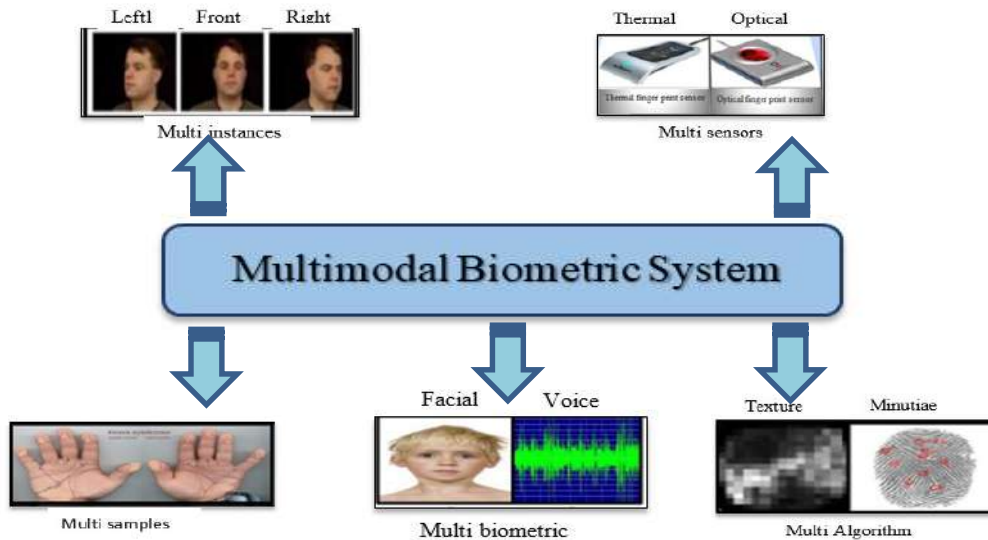 Leftl Front Right
Multi instances
Thermal Optical
Thermal finger print sensor Optical finger print sensor
Multi sensors
Multimodal Biometric System
Multi samples
Facial Voice
Multi biometric
Texture Minutiae
Multi Algorithm